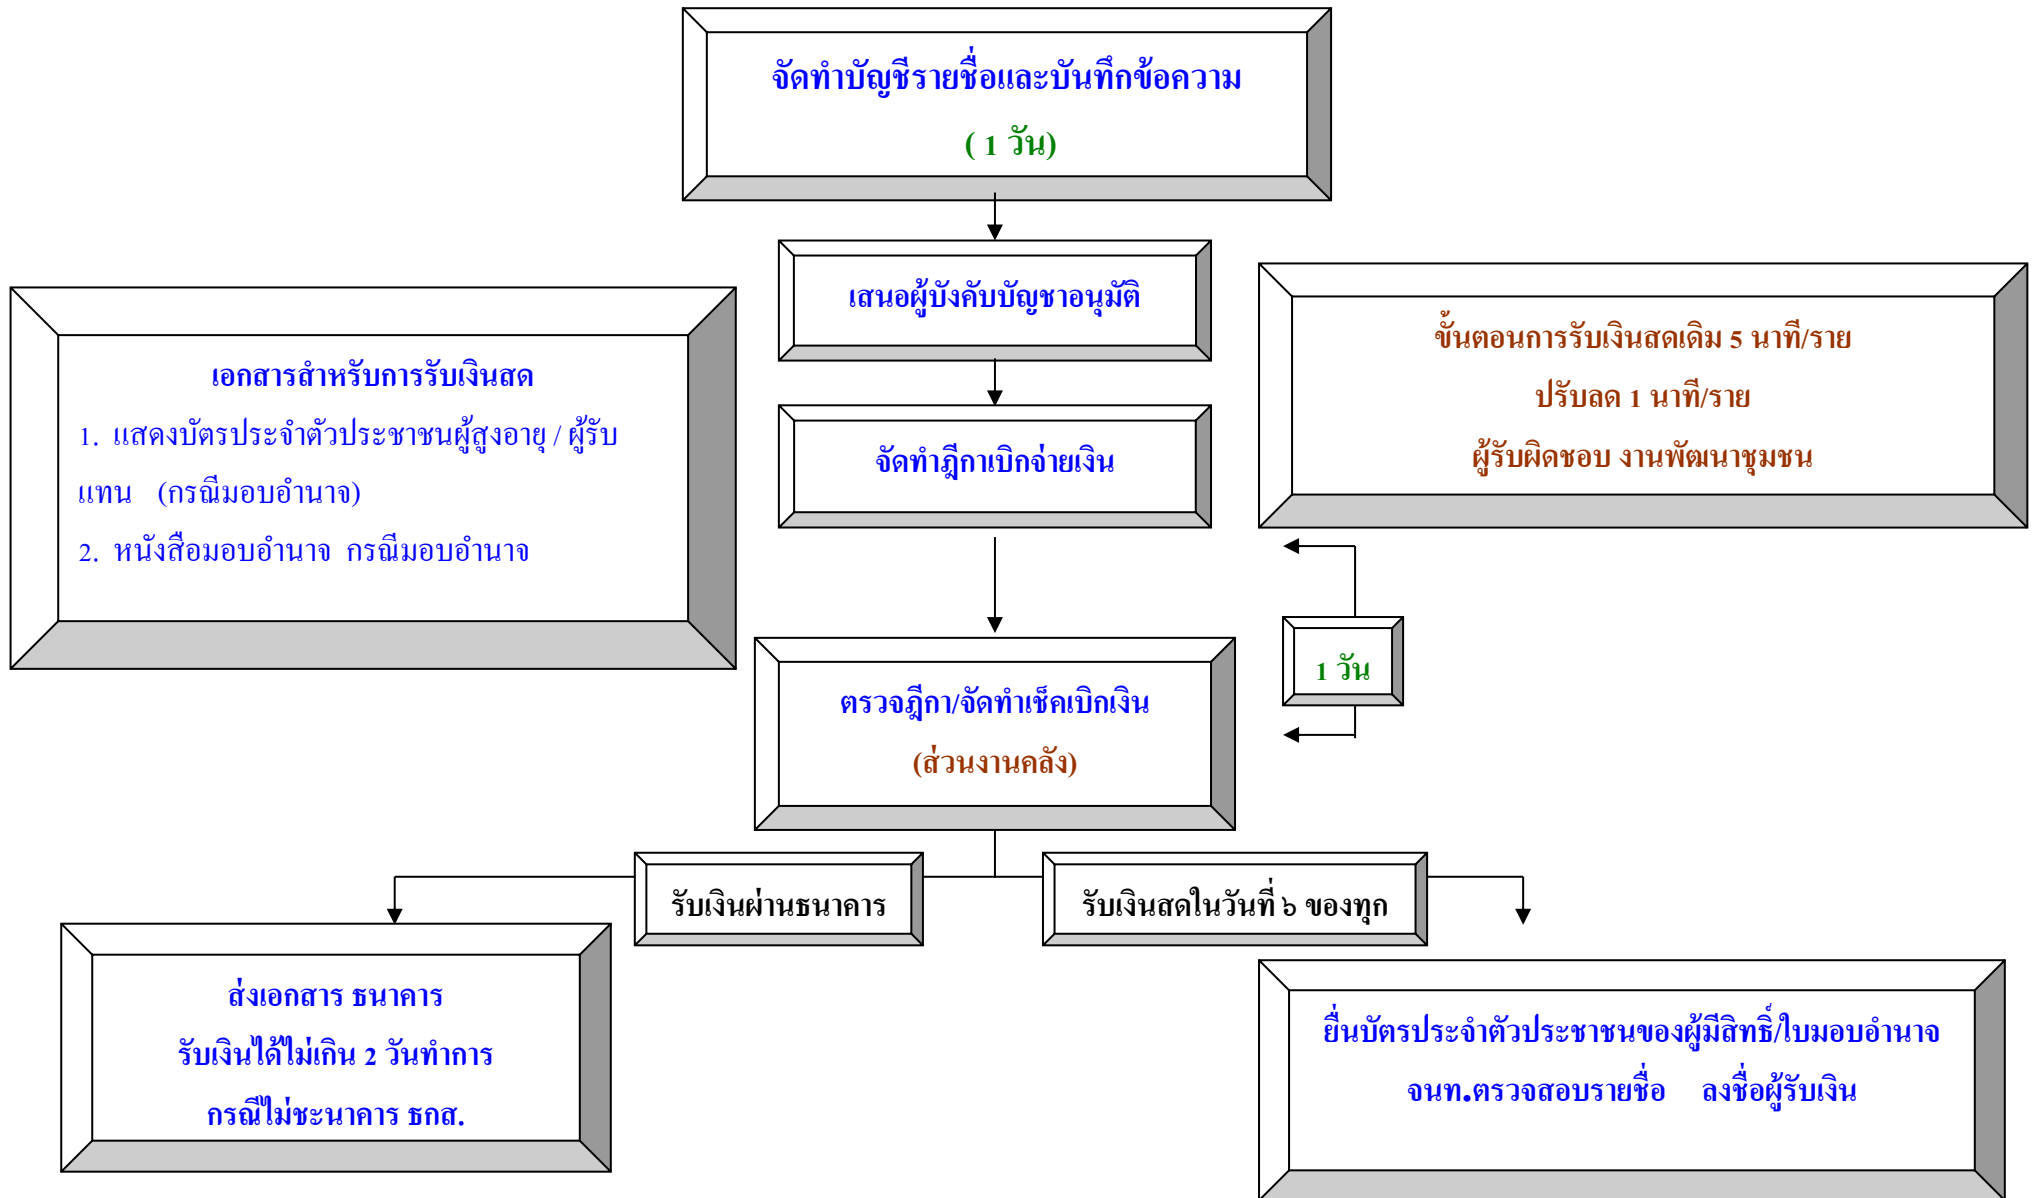 จัดทำบัญชีรายชื่อและบันทึกข้อความ
( 1 วัน)
เสนอผู้บังคับบัญชาอนุมัติ
เอกสารสำหรับการรับเงินสด
1. แสดงบัตรประจำตัวประชาชนผู้สูงอายุ / ผู้รับ
แทน (กรณีมอบอำนาจ)
2. หนังสือมอบอำนาจ กรณีมอบอำนาจ
ขั้นตอนการรับเงินสดเดิม 5 นาที/ราย
ปรับลด 1 นาที/ราย
ผู้รับผิดชอบ งานพัฒนาชุมชน
จัดทำฎีกาเบิกจ่ายเงิน
1 วัน
ตรวจฎีกา/จัดทำเช็คเบิกเงิน
(ส่วนงานคลัง)
รับเงินผ่านธนาคาร
รับเงินสดในวันที่ ๖ ของทุก
ส่งเอกสาร ธนาคาร
รับเงินได้ไม่เกิน 2 วันทำการ
กรณีไม่ชะนาคาร ธกส.
ยื่นบัตรประจำตัวประชาชนของผู้มีสิทธิ์/ใบมอบอำนาจ
จนท.ตรวจสอบรายชื่อ ลงชื่อผู้รับเงิน